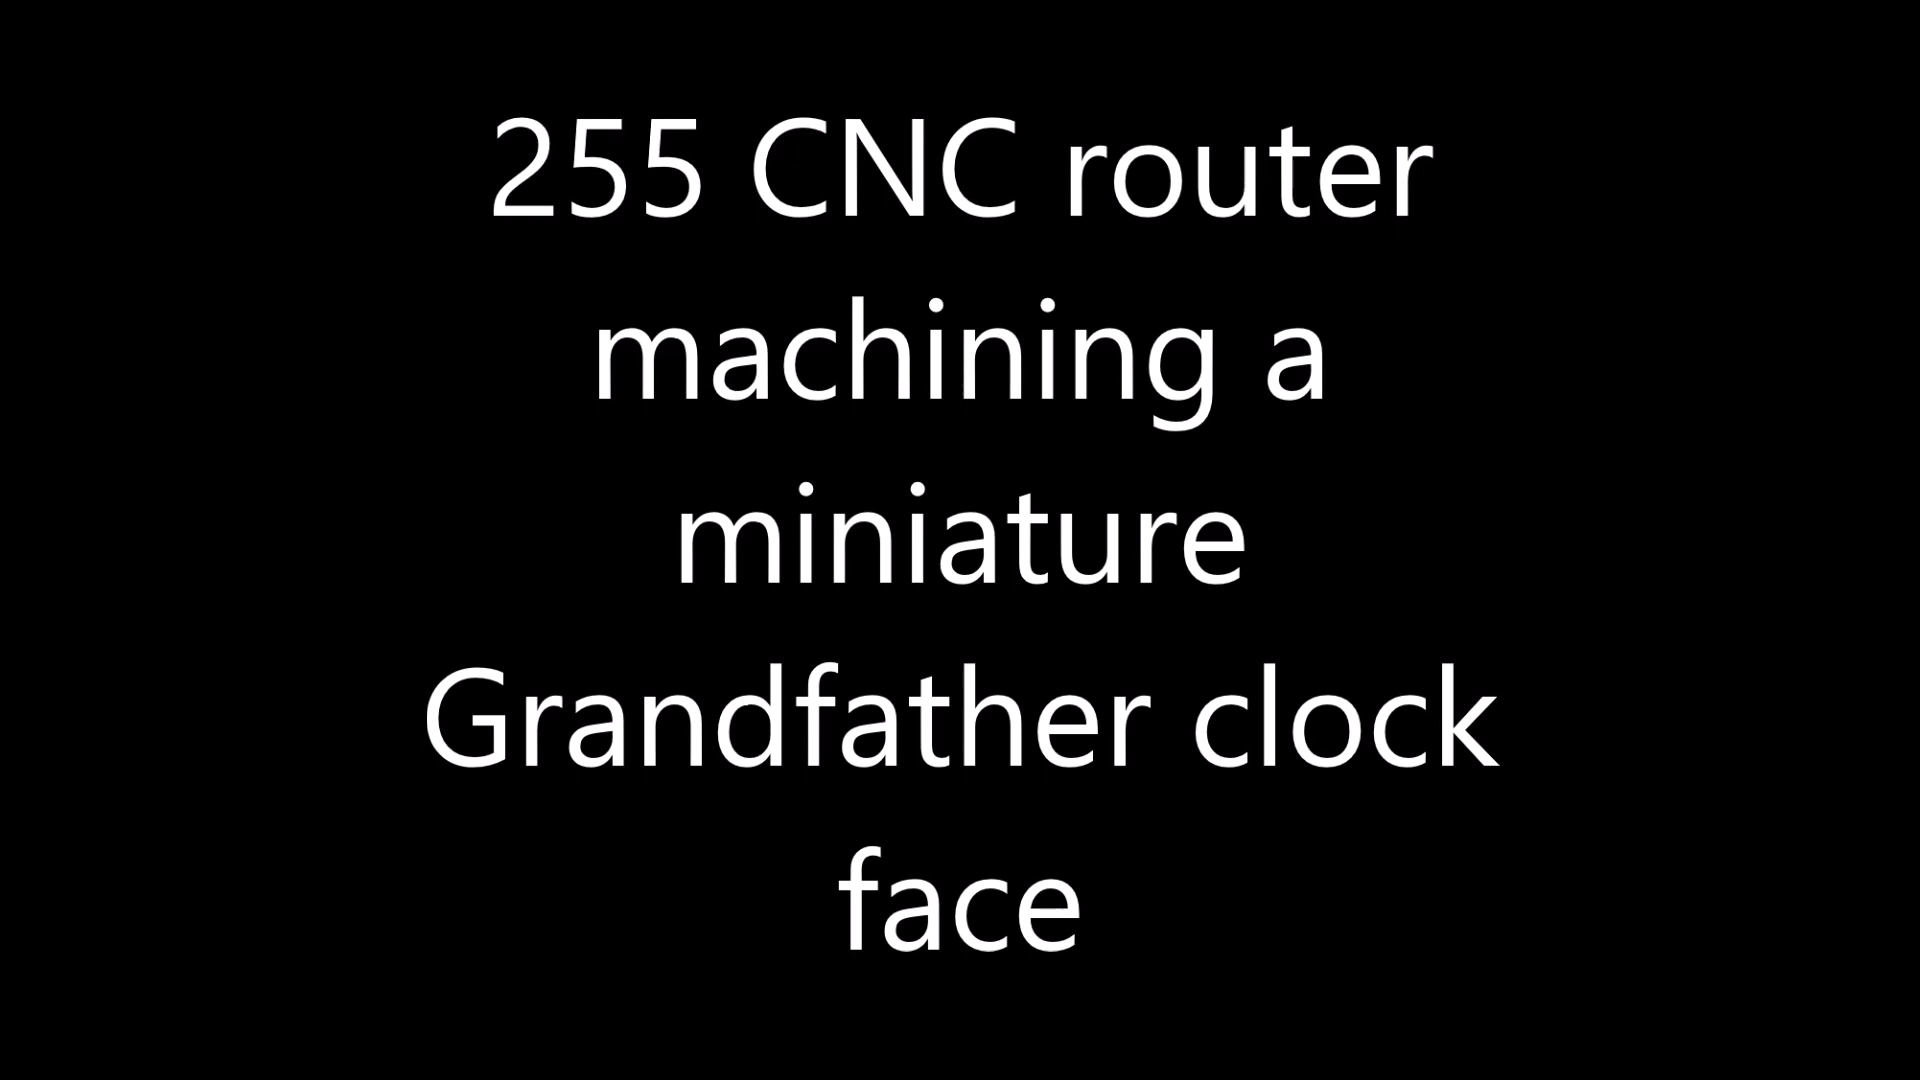 255 CNC router
machining a
miniature
Grandfather clock
face